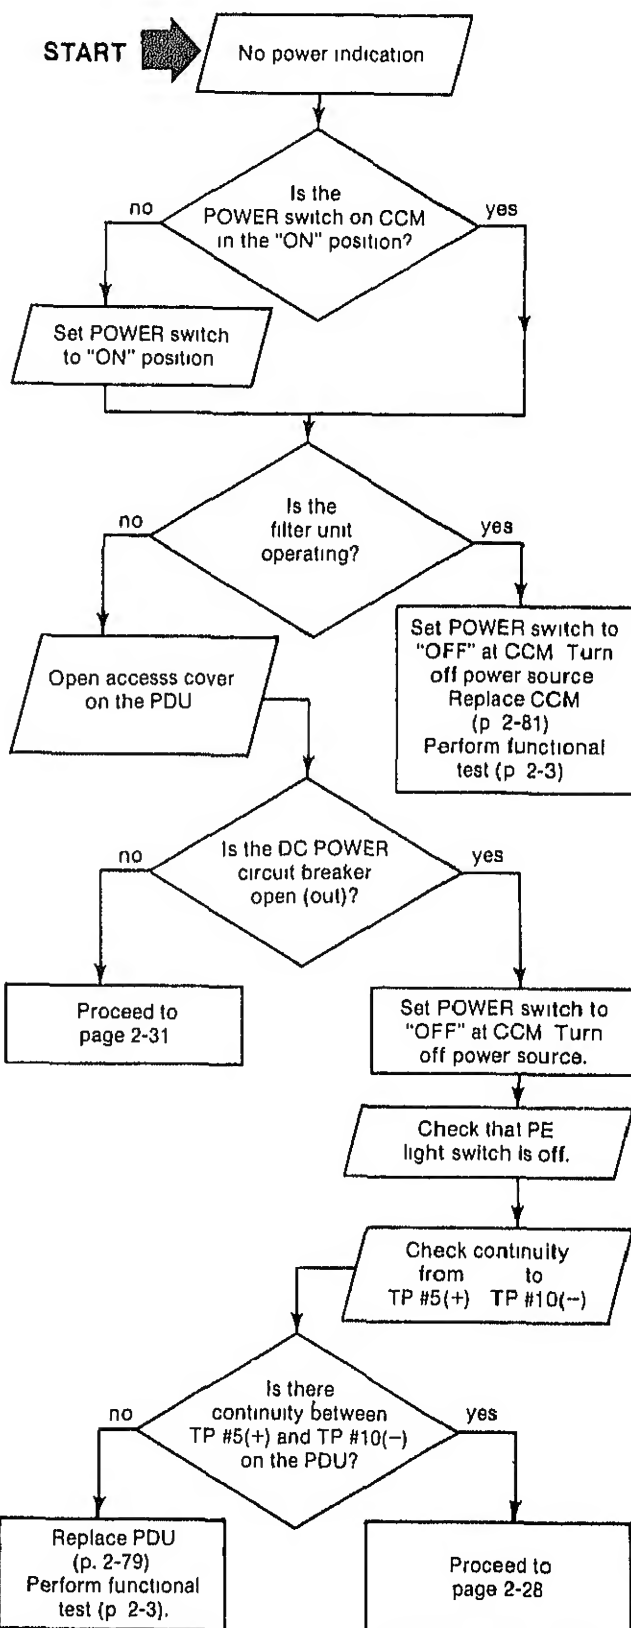 START
No power indication
Is the
POWER switch on CCM
in the "ON" position?
no
yes
Set POWER switch
to "ON" position
Is the
filter unit
operating?
no
yes
Open accesss cover
on the PDU
Set POWER switch to
"OFF" at CCM Turn
off power source
Replace CCM
(p 2-81)
Perform functional
test (p 2-3)
Is the DC POWER
circuit breaker
open (out)?
no
yes
Proceed to
page 2-31
Set POWER switch to
"OFF" at CCM Turn
off power source.
Check that PE
light switch is off.
Check continuity
from to
TP #5(+) TP #10(−)
Is there
continuity between
TP #5(+) and TP #10(−)
on the PDU?
no
yes
Replace PDU
(p. 2-79)
Perform functional
test (p 2-3).
Proceed to
page 2-28